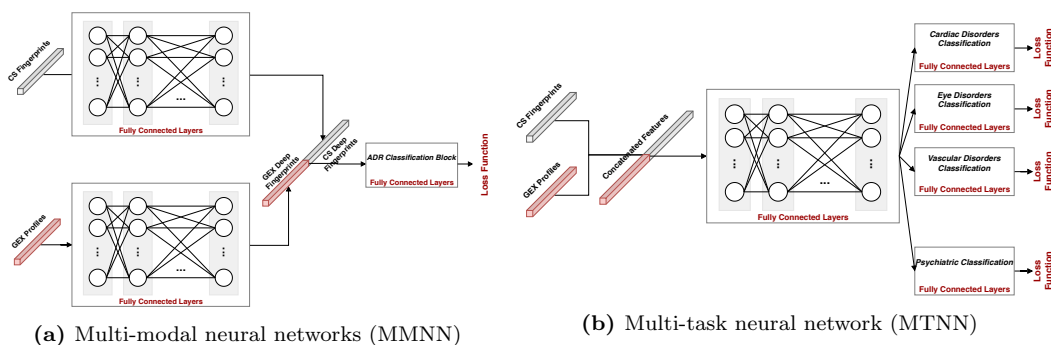 CS Fingerprints
...
...
...
...
Fully Connected Layers
GEX Profiles
...
...
...
...
Fully Connected Layers
GEX Deep
Fingerprints
CS Deep
Fingerprints
ADR Classification Block
Fully Connected Layers
Loss Function
(a) Multi-modal neural networks (MMNN)
CS Fingerprints
GEX Profiles
Concatenated Features
...
...
...
...
Fully Connected Layers
Cardiac Disorders
Classification
Fully Connected Layers
Loss
Function
Eye Disorders
Classification
Fully Connected Layers
Loss
Function
Vascular Disorders
Classification
Fully Connected Layers
Loss
Function
Psychiatric Classification
Fully Connected Layers
Loss
Function
(b) Multi-task neural network (MTNN)